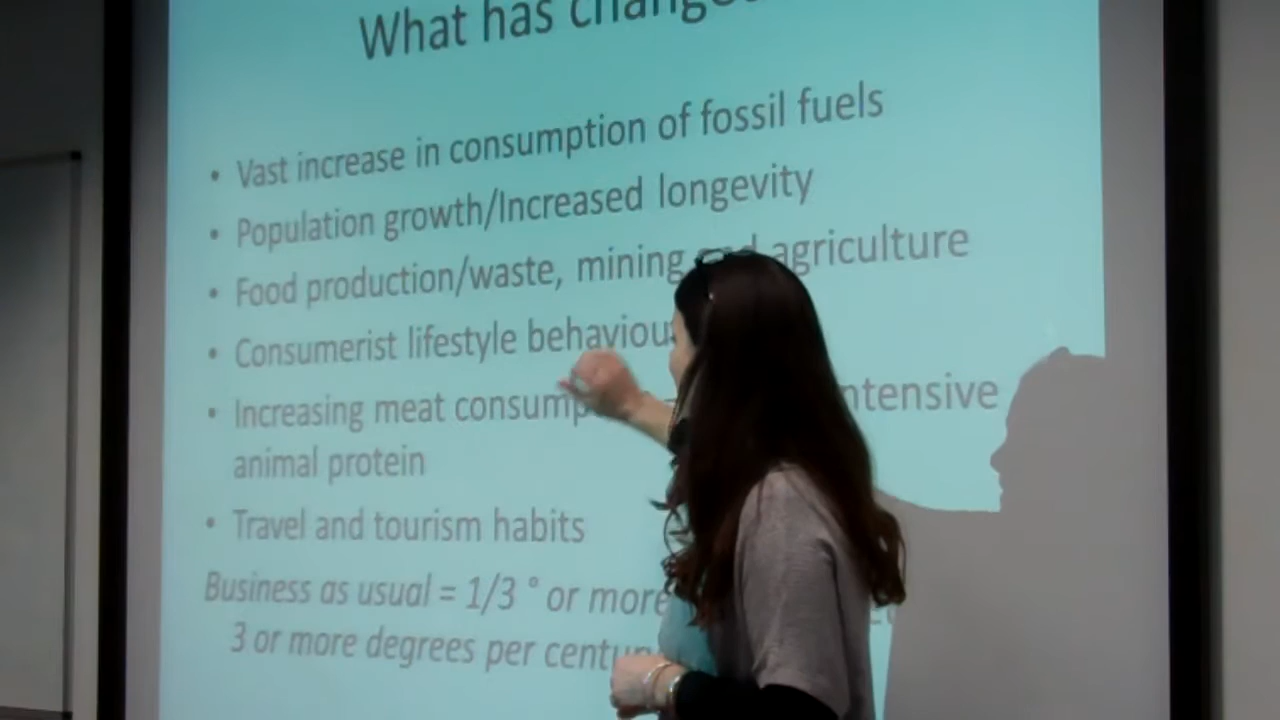 What has changed
• Vast increase in consumption of fossil fuels
• Population growth/Increased longevity
• Food production/waste, mining and agriculture
• Consumerist lifestyle behaviou
• Increasing meat consump ntensive
animal protein
• Travel and tourism habits
Business as usual = 1/3 ° or more
3 or more degrees per centu